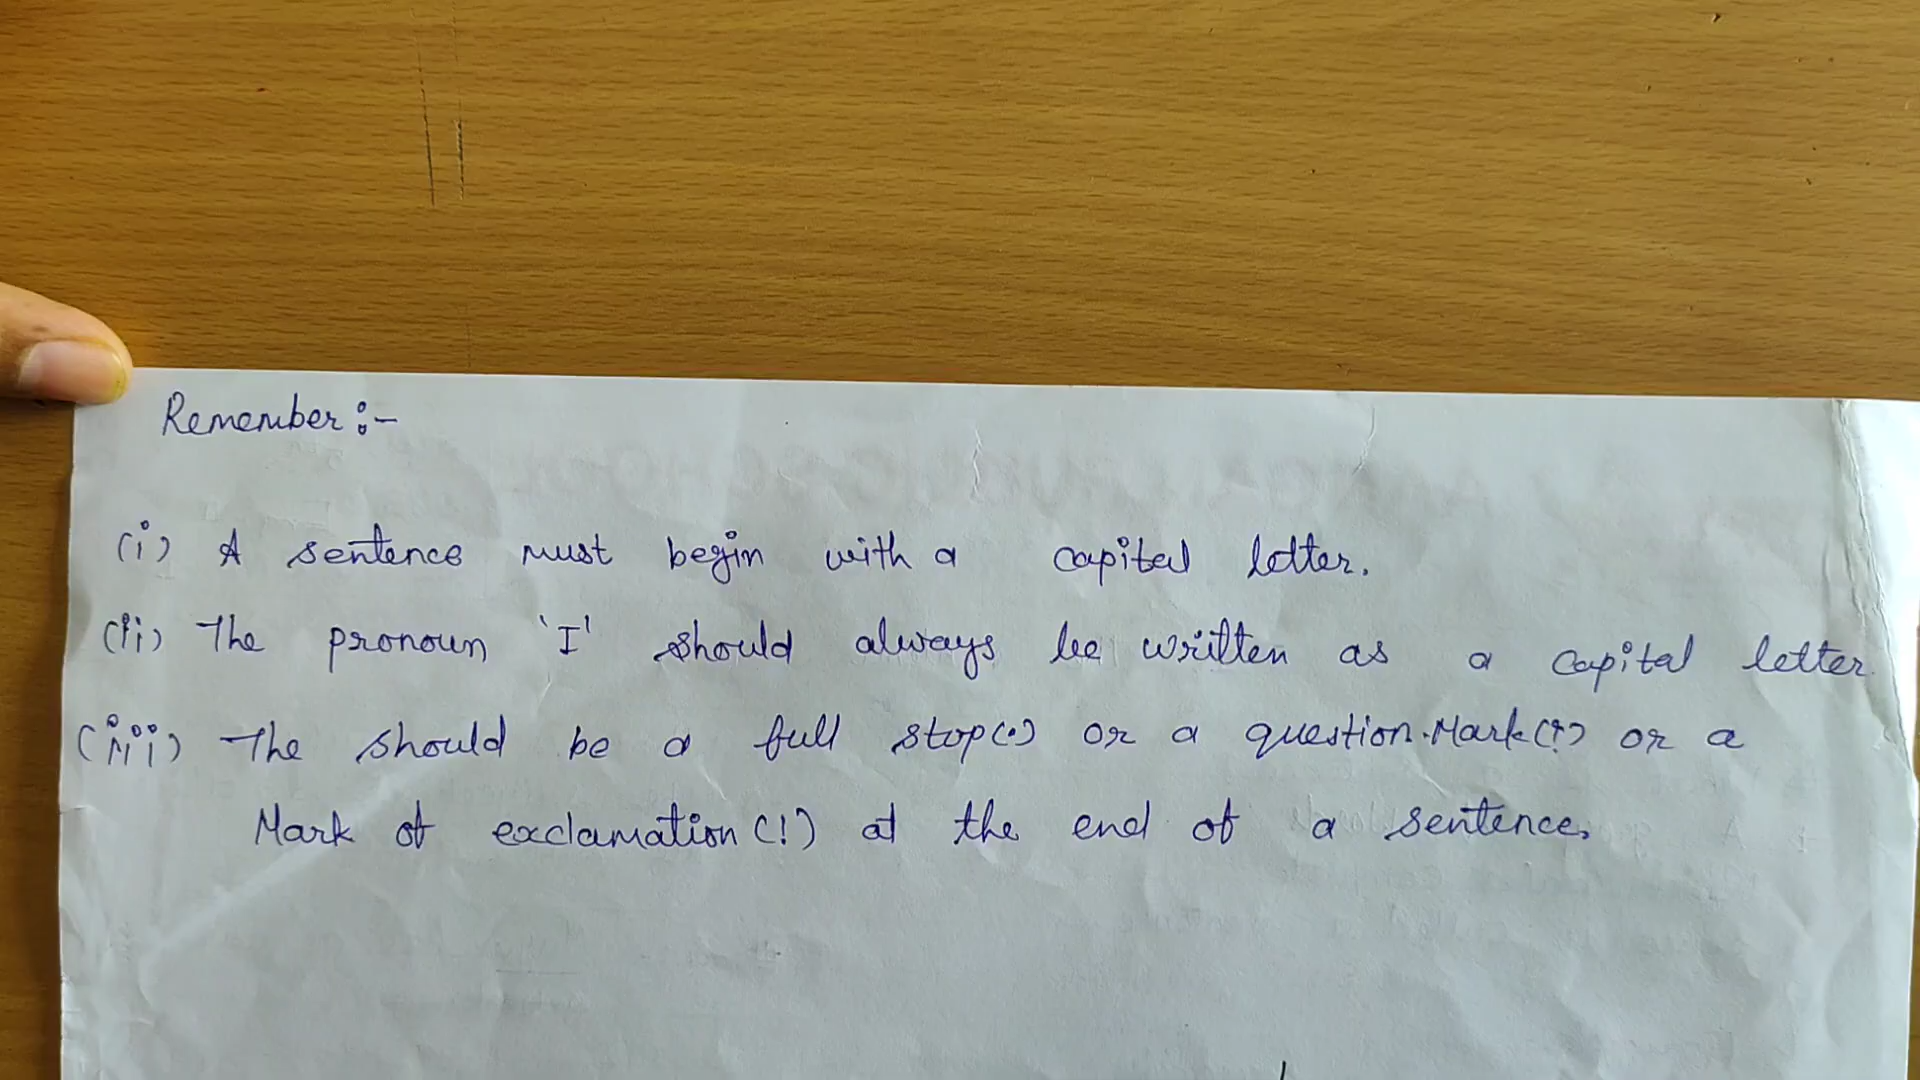 Remember :-
(i) A sentence must begin with a capital letter.
(ii) The pronoun 'I' should always be written as a capital letter.
(iii) The should be a full stop(.) or a question.Mark(?) or a
Mark of exclamation(!) at the end of a sentence.